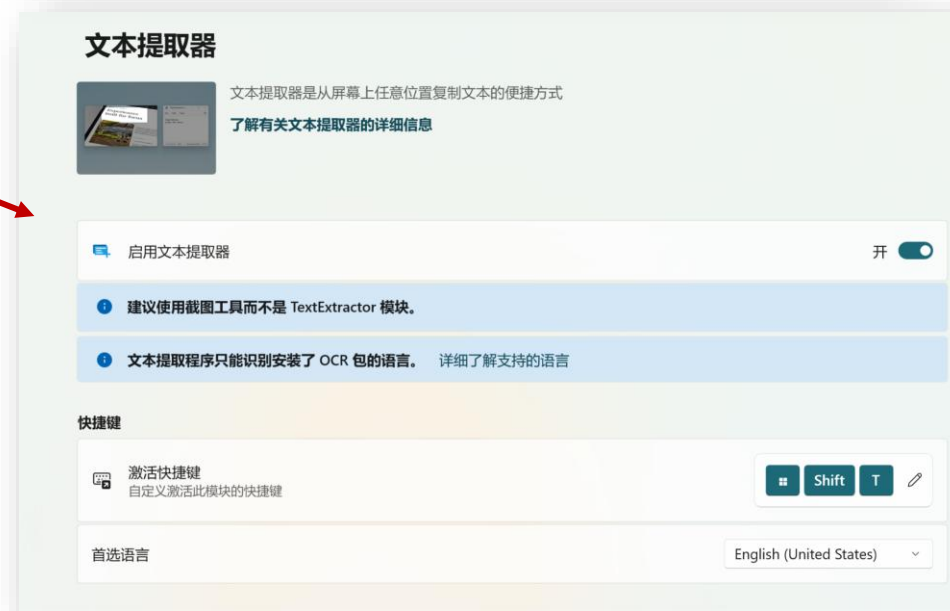 文本提取器
文本提取器是从屏幕上任意位置复制文本的便捷方式
了解有关文本提取器的详细信息
启用文本提取器
开
建议使用截图工具而不是 TextExtractor 模块。
文本提取程序只能识别安装了 OCR 包的语言。 详细了解支持的语言
快捷键
激活快捷键
自定义激活此模块的快捷键
Shift T
首选语言
English (United States)